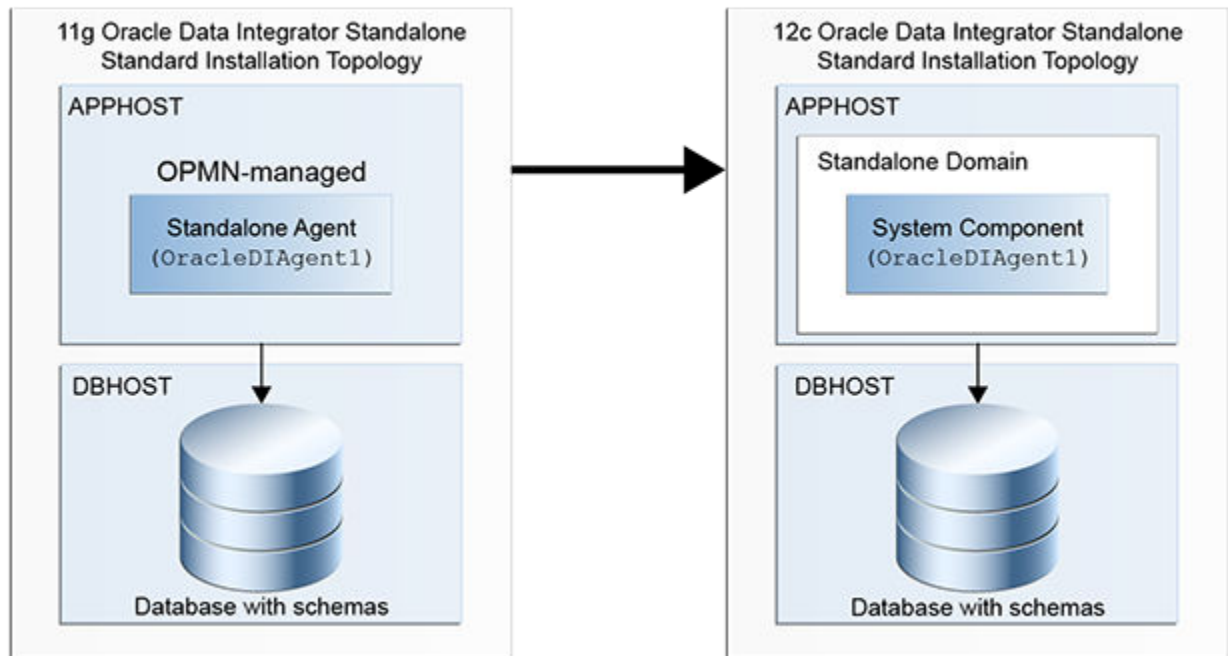 11g Oracle Data Integrator Standalone
Standard Installation Topology
APPHOST
OPMN-managed
Standalone Agent
(OracleDIAgent1)
DBHOST
Database with schemas
12c Oracle Data Integrator Standalone
Standard Installation Topology
APPHOST
Standalone Domain
System Component
(OracleDIAgent1)
DBHOST
Database with schemas